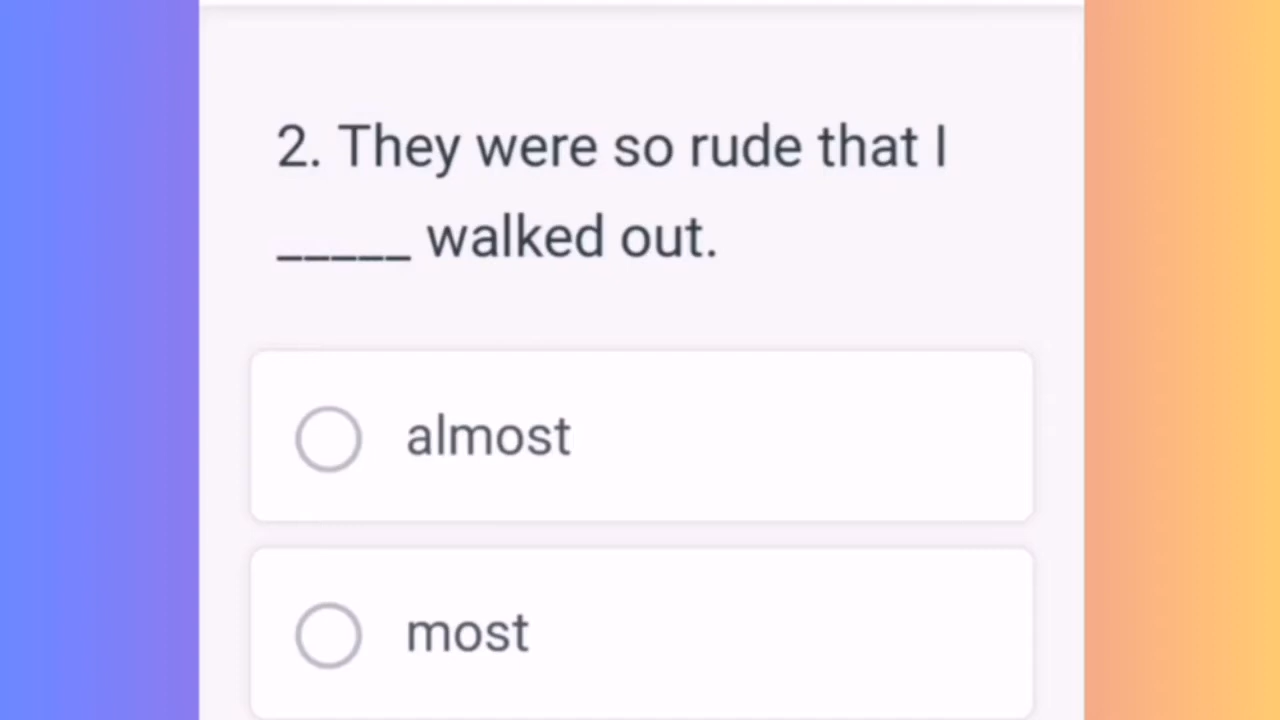 2. They were so rude that I
_____ walked out.
almost
most